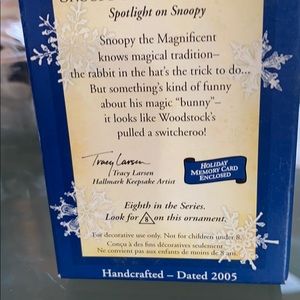 Spotlight on Snoopy
Snoopy the Magnificent
knows magical tradition–
the rabbit in the hat's the trick to do...
But something's kind of funny
about his magic "bunny"–
it looks like Woodstock's
pulled a switcheroo!
Tracy Larsen
Tracy Larsen
Hallmark Keepsake Artist
HOLIDAY
MEMORY CARD
ENCLOSED
Eighth in the Series.
Look for 8 on this ornament.
For decorative use only. Not for children under 8.
Conçu à des fins décoratives seulement.
Ne convient pas aux enfants de moins de 8 ans.
Handcrafted – Dated 2005